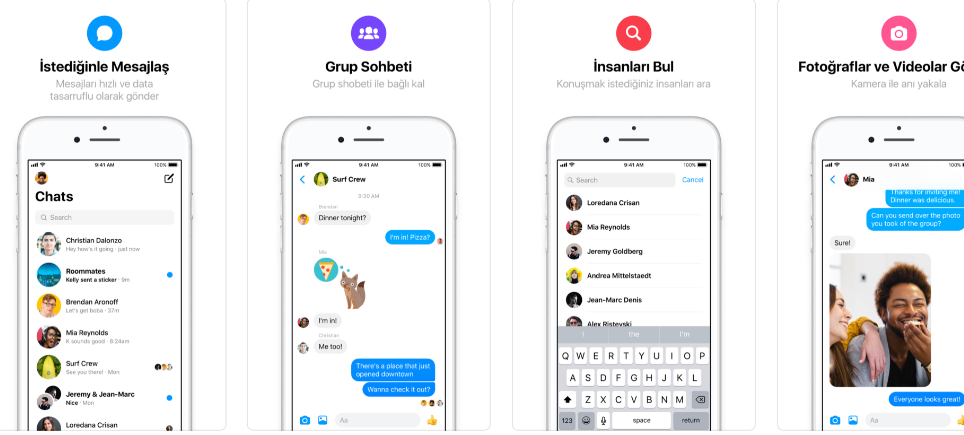 İstediğinle Mesajlaş
Mesajları hızlı ve data
tasarruflu olarak gönder
9:41 AM
100%
Chats
Search
Christian Dalonzo
Hey how's it going · just now
Roommates
Kelly sent a sticker · 9m
Brendan Aronoff
Let's get boba · 37m
Mia Reynolds
K sounds good · 8:24am
Surf Crew
See you there! · Mon
Jeremy & Jean-Marc
Nice · Mon
Loredana Crisan
Grup Sohbeti
Grup shobeti ile bağlı kal
9:41 AM
100%
Surf Crew
9:30 AM
Brendan
Dinner tonight?
I'm in! Pizza?
Mia
I'm in!
Christian
Me too!
There's a place that just
opened downtown
Wanna check it out?
Aa
İnsanları Bul
Konuşmak istediğiniz insanları ara
9:41 AM
100%
Search
Cancel
Loredana Crisan
Mia Reynolds
Jeremy Goldberg
Andrea Mittelstaedt
Jean-Marc Denis
Alex Ristevski
I the I'm
Q W E R T Y U I O P
A S D F G H J K L
Z X C V B N M
123 space return
Fotoğraflar ve Videolar Gö
Kamera ile anı yakala
9:41 AM
100%
Mia
Thanks for inviting me!
Dinner was delicious.
Can you send over the photo
you took of the group?
Sure!
Everyone looks great!
Aa